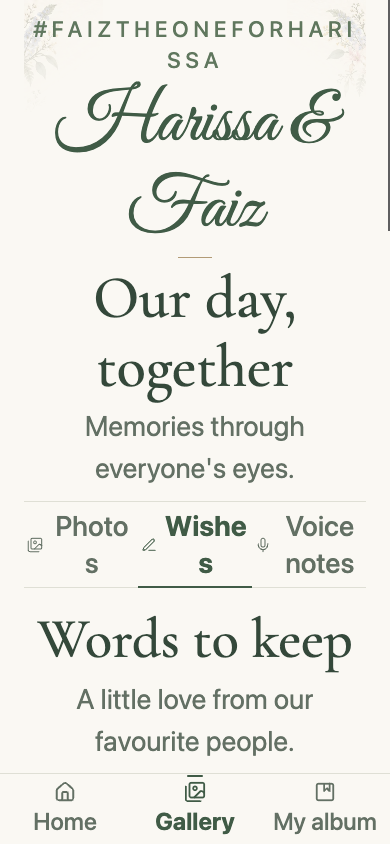 #FAIZTHEONEFORHARI
SSA
Harissa &
Faiz
Our day,
together
Memories through
everyone's eyes.
Photo
s
Wishe
s
Voice
notes
Words to keep
A little love from our
favourite people.
Home
Gallery
My album